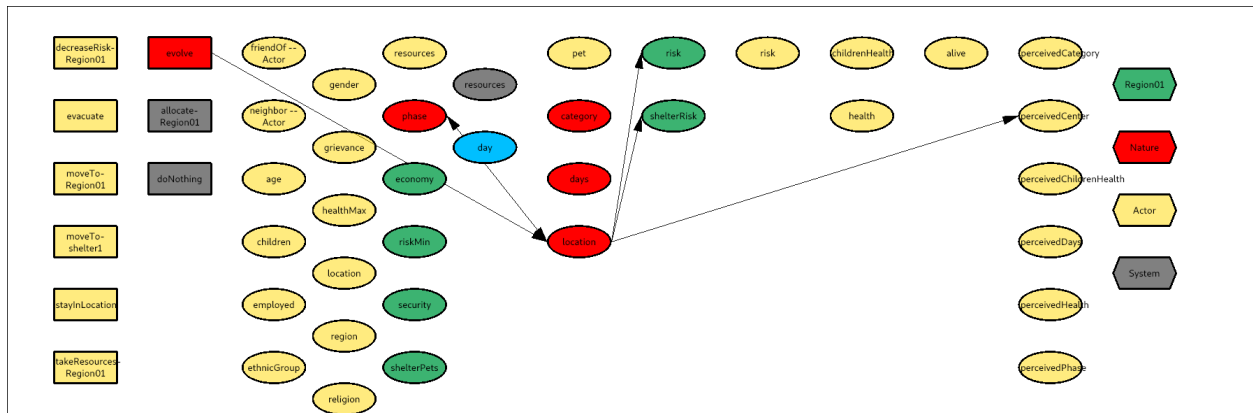 decreaseRisk-
Region01
evolve
friendOf --
Actor
resources
pet
risk
risk
childrenHealth
alive
perceivedCategory
gender
resources
Region01
evacuate
allocate-
Region01
neighbor --
Actor
phase
category
shelterRisk
health
perceivedCenter
grievance
day
Nature
moveTo-
Region01
doNothing
age
economy
days
perceivedChildrenHealth
healthMax
Actor
moveTo-
shelter1
children
riskMin
location
perceivedDays
location
System
stayInLocation
employed
security
perceivedHealth
region
takeResources-
Region01
ethnicGroup
shelterPets
perceivedPhase
religion